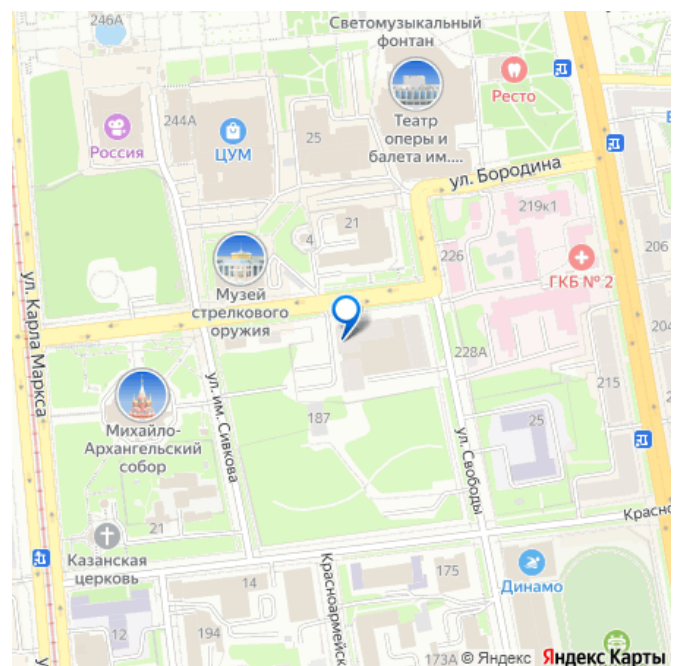 246А
Светомузыкальный
фонтан
Ресто
Россия
244А
ЦУМ
25
Театр
оперы и
балета им....
ул. Бородина
219к1
21
4
226
206
ГКБ № 2
Музей
стрелкового
оружия
ул. Карла Маркса
204
228А
215
Михайло-
Архангельский
собор
ул. им. Сивкова
187
ул. Свободы
25
21
Казанская
церковь
Красно
Красноармейск
14
175
Динамо
12
194
173А
© Яндекс Яндекс Карты